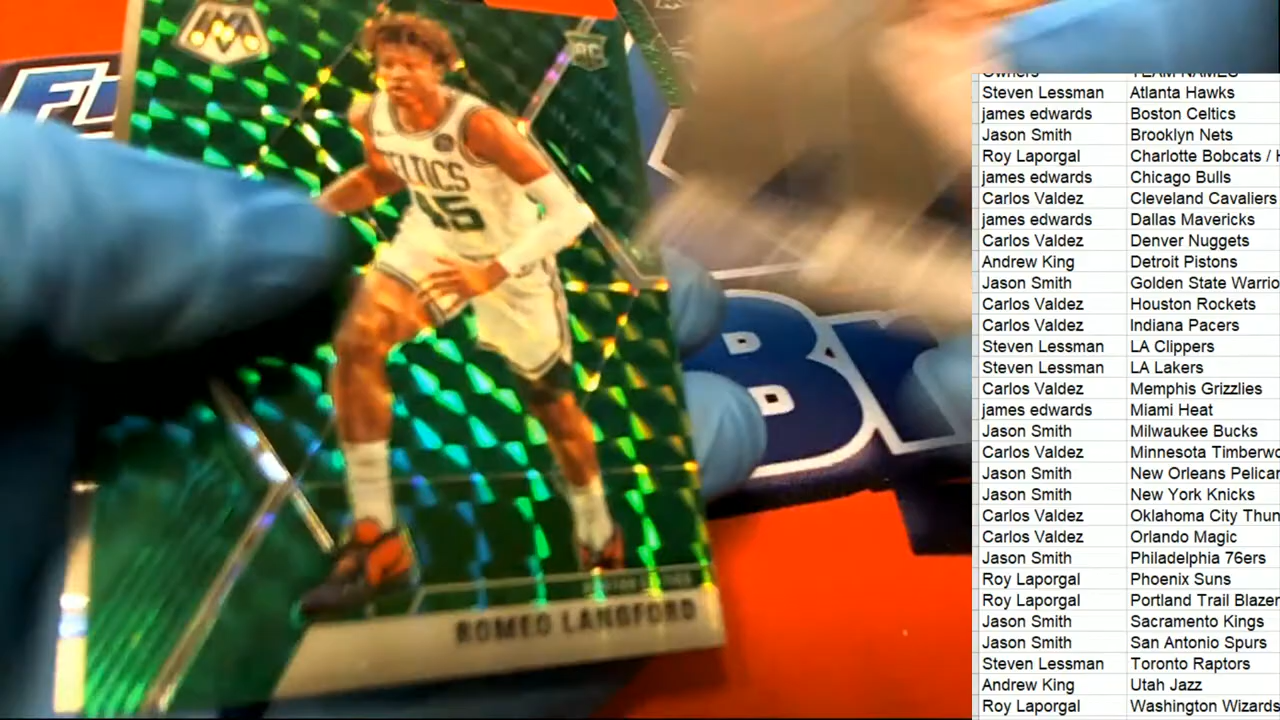 RC
CELTICS
45
ROMEO LANGFORD
Br
Owners TEAM NAMES
Steven Lessman Atlanta Hawks
james edwards Boston Celtics
Jason Smith Brooklyn Nets
Roy Laporgal Charlotte Bobcats / H
james edwards Chicago Bulls
Carlos Valdez Cleveland Cavaliers
james edwards Dallas Mavericks
Carlos Valdez Denver Nuggets
Andrew King Detroit Pistons
Jason Smith Golden State Warrio
Carlos Valdez Houston Rockets
Carlos Valdez Indiana Pacers
Steven Lessman LA Clippers
Steven Lessman LA Lakers
Carlos Valdez Memphis Grizzlies
james edwards Miami Heat
Jason Smith Milwaukee Bucks
Carlos Valdez Minnesota Timberwo
Jason Smith New Orleans Pelican
Jason Smith New York Knicks
Carlos Valdez Oklahoma City Thun
Carlos Valdez Orlando Magic
Jason Smith Philadelphia 76ers
Roy Laporgal Phoenix Suns
Roy Laporgal Portland Trail Blazer
Jason Smith Sacramento Kings
Jason Smith San Antonio Spurs
Steven Lessman Toronto Raptors
Andrew King Utah Jazz
Roy Laporgal Washington Wizards